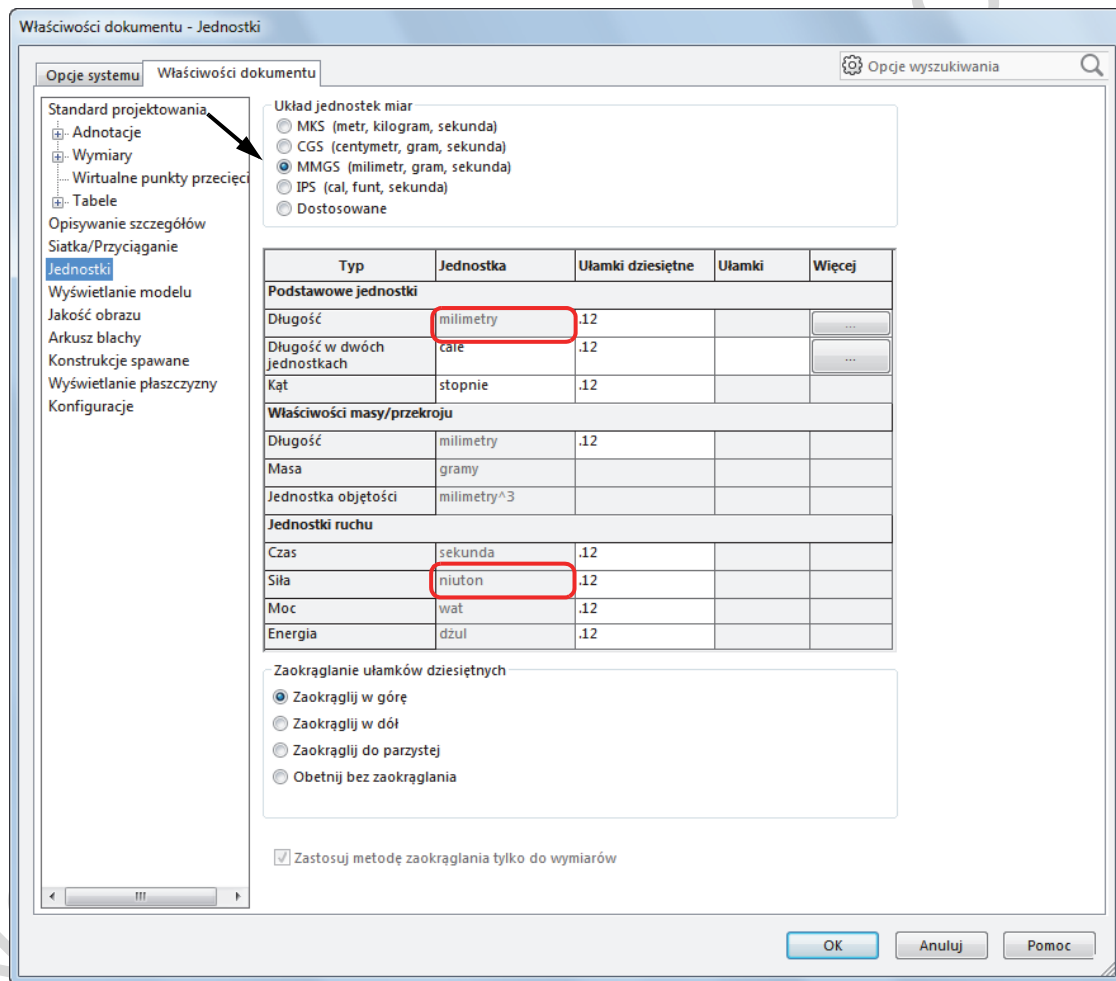 Właściwości dokumentu - Jednostki
Opcje systemu
Właściwości dokumentu
Opcje wyszukiwania
Standard projektowania
Adnotacje
Wymiary
Wirtualne punkty przecięci
Tabele
Opisywanie szczegółów
Siatka/Przyciąganie
Jednostki
Wyświetlanie modelu
Jakość obrazu
Arkusz blachy
Konstrukcje spawane
Wyświetlanie płaszczyzny
Konfiguracje
Układ jednostek miar
MKS (metr, kilogram, sekunda)
CGS (centymetr, gram, sekunda)
MMGS (milimetr, gram, sekunda)
IPS (cal, funt, sekunda)
Dostosowane
Typ Jednostka Ułamki dziesiętne Ułamki Więcej
Podstawowe jednostki
Długość milimetry .12 ...
Długość w dwóch jednostkach cale .12 ...
Kąt stopnie .12
Właściwości masy/przekroju
Długość milimetry .12
Masa gramy
Jednostka objętości milimetry^3
Jednostki ruchu
Czas sekunda .12
Siła niuton .12
Moc wat .12
Energia dżul .12
Zaokrąglanie ułamków dziesiętnych
Zaokrąglij w górę
Zaokrąglij w dół
Zaokrąglij do parzystej
Obetnij bez zaokrąglania
Zastosuj metodę zaokrąglania tylko do wymiarów
OK Anuluj Pomoc